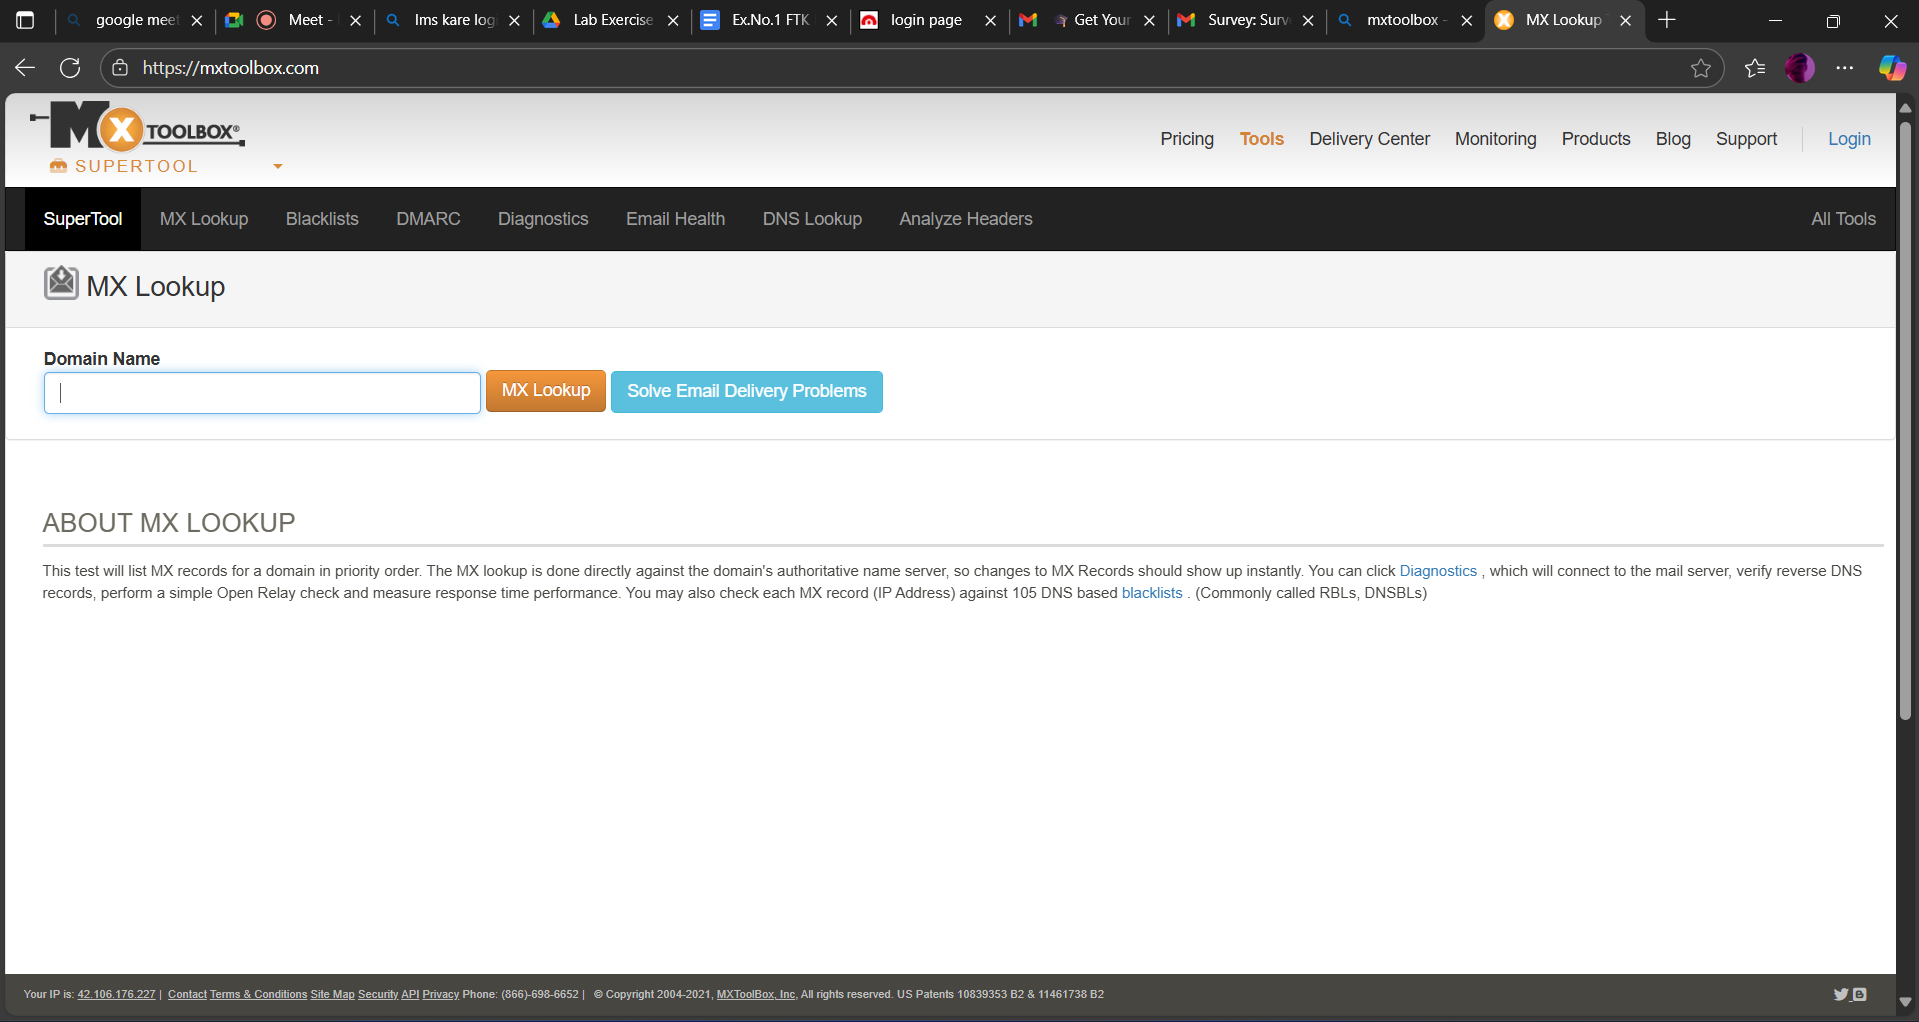 google meet
Meet -
lms kare log
Lab Exercise
Ex.No.1 FTK
login page
Get Your
Survey: Surv
mxtoolbox -
MX Lookup
https://mxtoolbox.com
MX TOOLBOX®
SUPERTOOL
Pricing Tools Delivery Center Monitoring Products Blog Support Login
SuperTool MX Lookup Blacklists DMARC Diagnostics Email Health DNS Lookup Analyze Headers All Tools
MX Lookup
Domain Name
MX Lookup Solve Email Delivery Problems
ABOUT MX LOOKUP
This test will list MX records for a domain in priority order. The MX lookup is done directly against the domain's authoritative name server, so changes to MX Records should show up instantly. You can click Diagnostics , which will connect to the mail server, verify reverse DNS
records, perform a simple Open Relay check and measure response time performance. You may also check each MX record (IP Address) against 105 DNS based blacklists . (Commonly called RBLs, DNSBLs)
Your IP is: 42.106.176.227 | Contact Terms & Conditions Site Map Security API Privacy Phone: (866)-698-6652 | © Copyright 2004-2021, MXToolBox, Inc, All rights reserved. US Patents 10839353 B2 & 11461738 B2